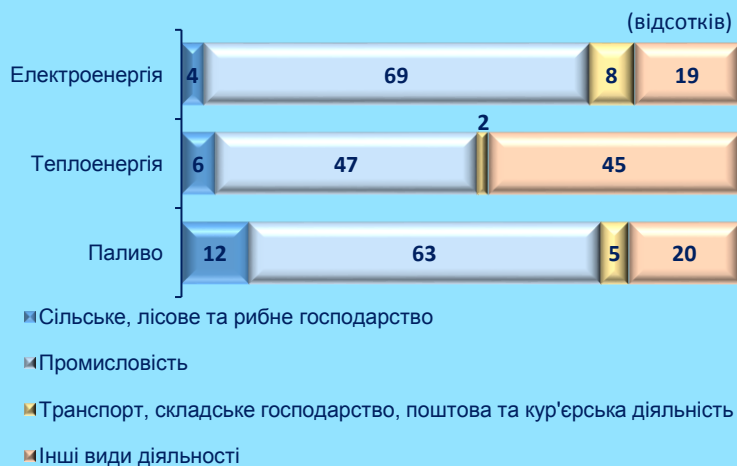 (відсотків)
Електроенергія 4 69 8 19
Теплоенергія 6 47 2 45
Паливо 12 63 5 20
Сільське, лісове та рибне господарство
Промисловість
Транспорт, складське господарство, поштова та кур'єрська діяльність
Інші види діяльності